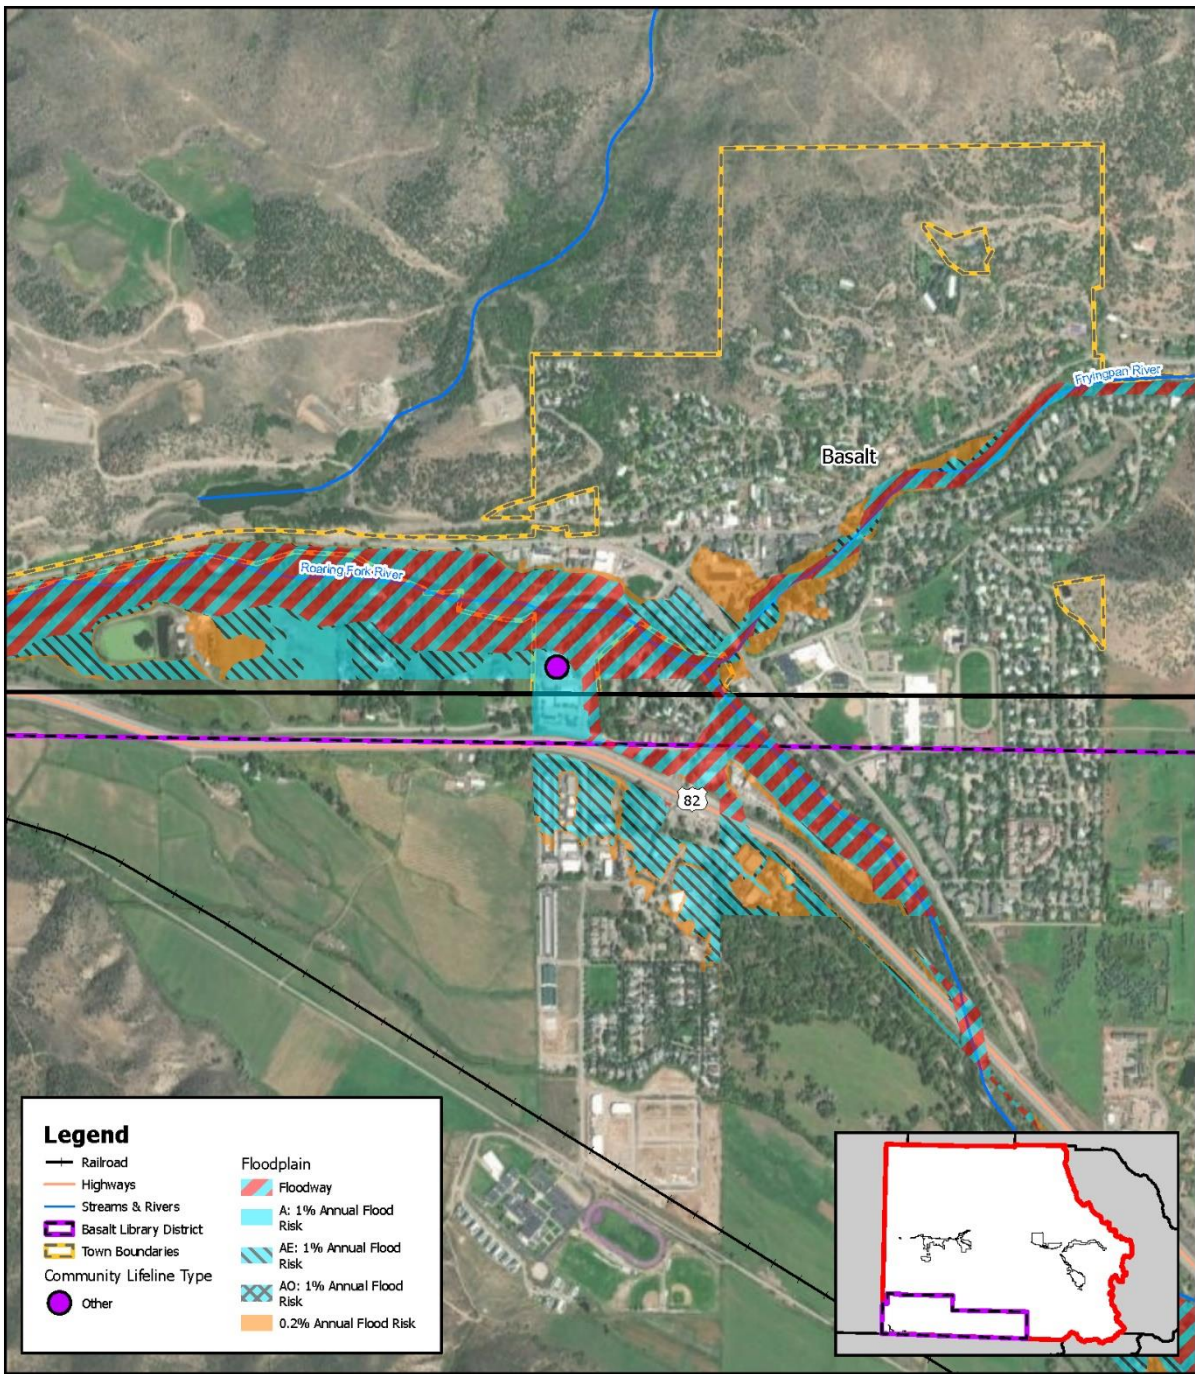 Fryingpan River
Basalt
Roaring Fork River
82
Legend
Railroad
Highways
Streams & Rivers
Basalt Library District
Town Boundaries
Community Lifeline Type
Other
Floodplain
Floodway
A: 1% Annual Flood
Risk
AE: 1% Annual Flood
Risk
AO: 1% Annual Flood
Risk
0.2% Annual Flood Risk